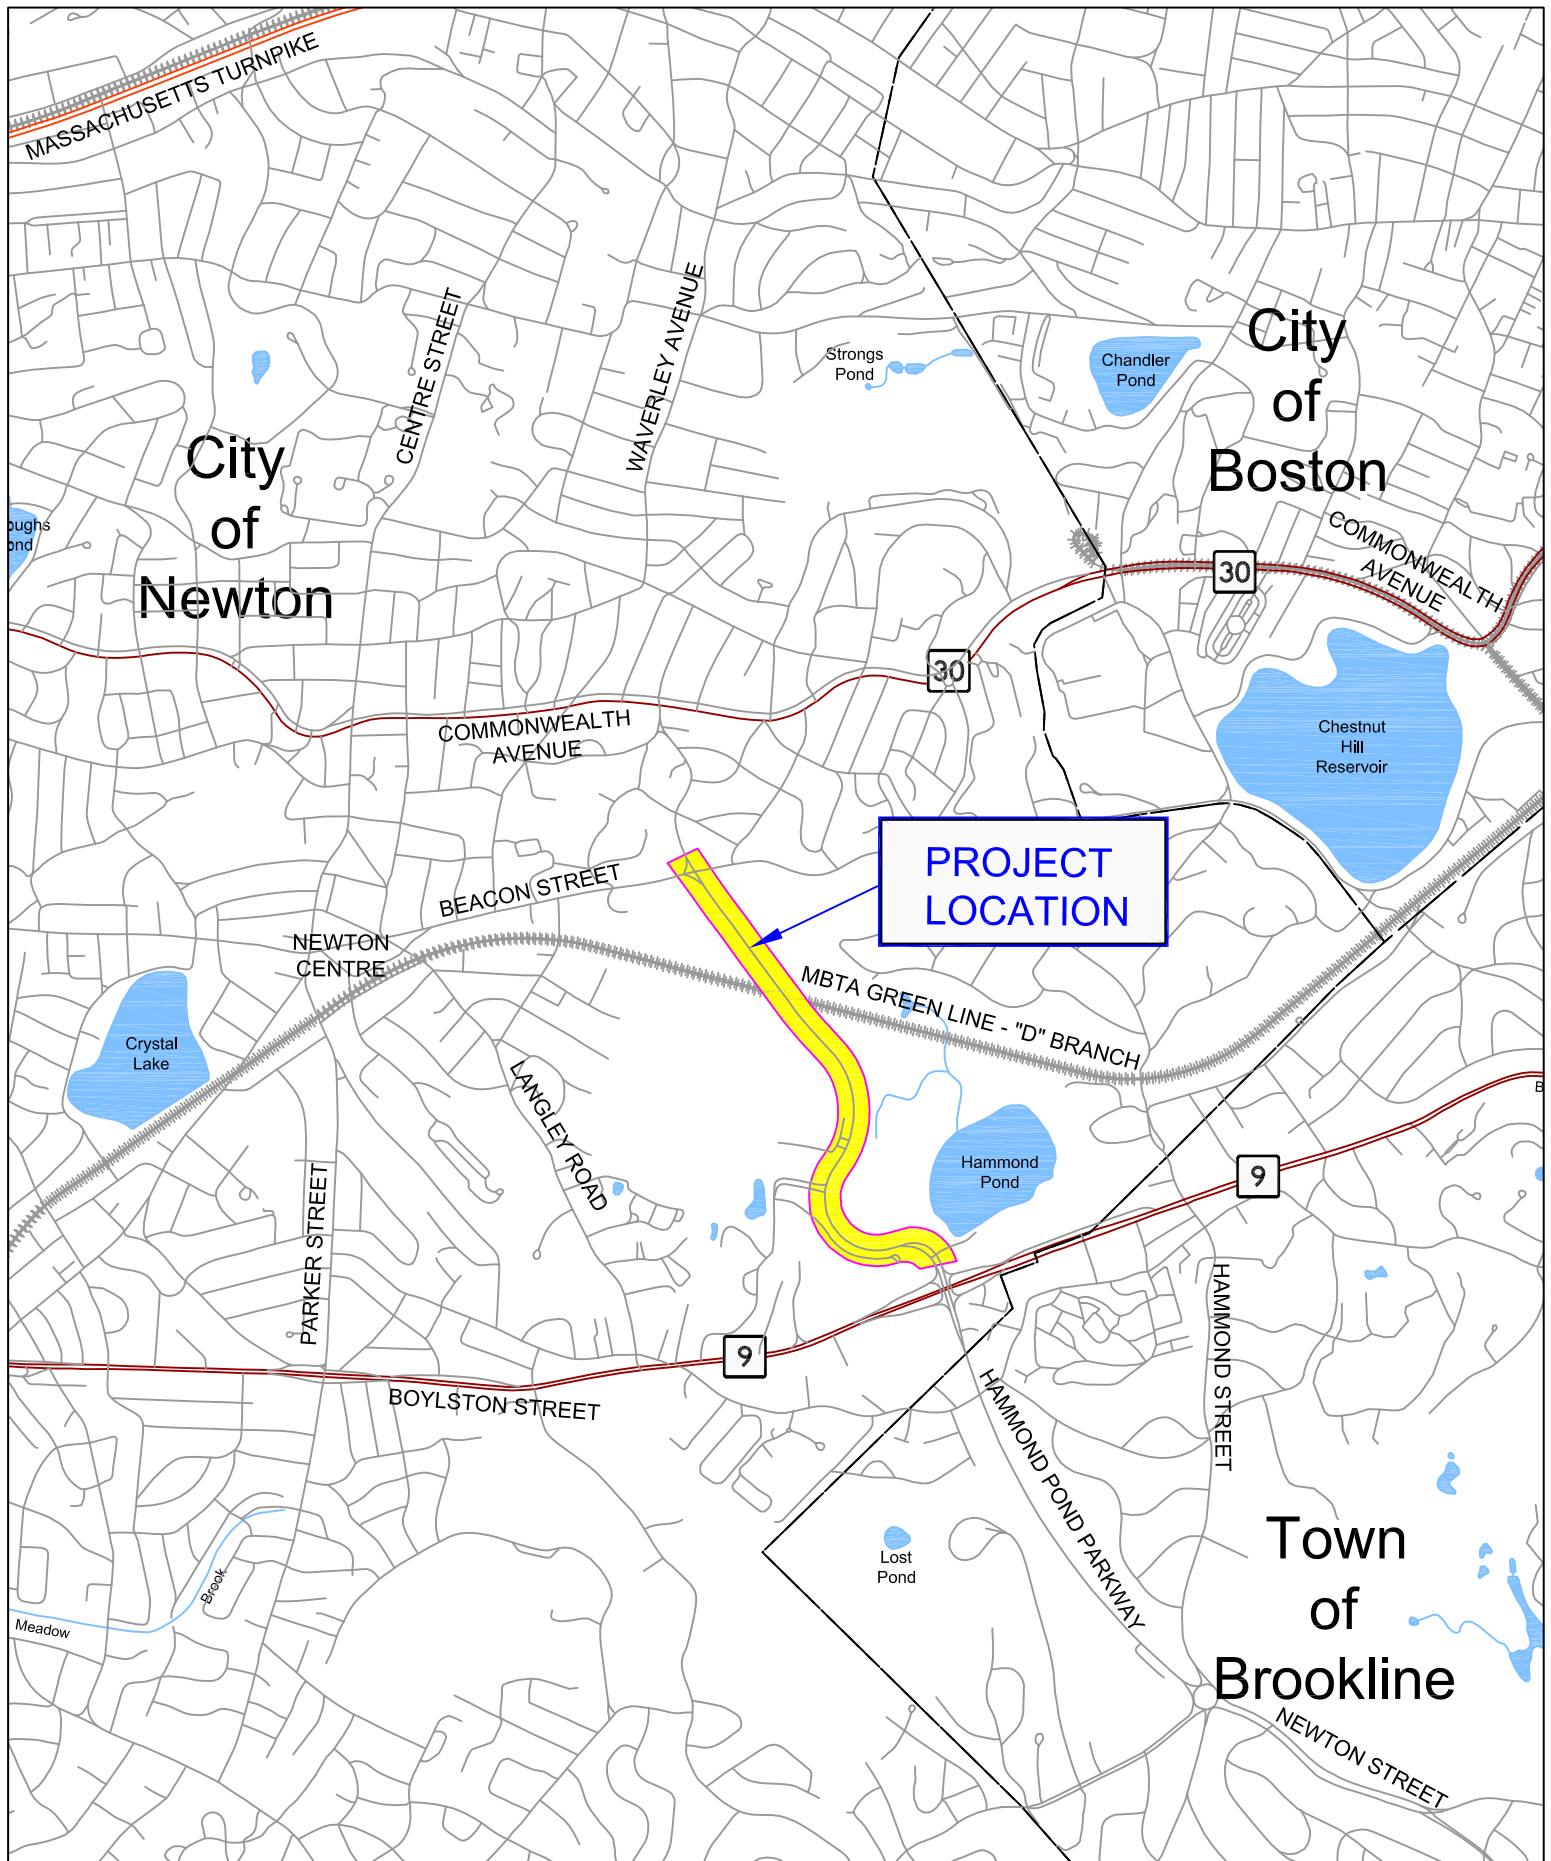 MASSACHUSETTS TURNPIKE
CENTRE STREET
WAVERLEY AVENUE
Strongs
Pond
Chandler
Pond
City
of
Boston
City
of
Newton
oughs
ond
COMMONWEALTH
AVENUE
30
30
COMMONWEALTH
AVENUE
Chestnut
Hill
Reservoir
PROJECT
LOCATION
BEACON STREET
NEWTON
CENTRE
MBTA GREEN LINE - "D" BRANCH
Crystal
Lake
LANGLEY ROAD
Hammond
Pond
B
9
PARKER STREET
HAMMOND STREET
9
BOYLSTON STREET
HAMMOND POND PARKWAY
Lost
Pond
Town
of
Brookline
Brook
Meadow
NEWTON STREET